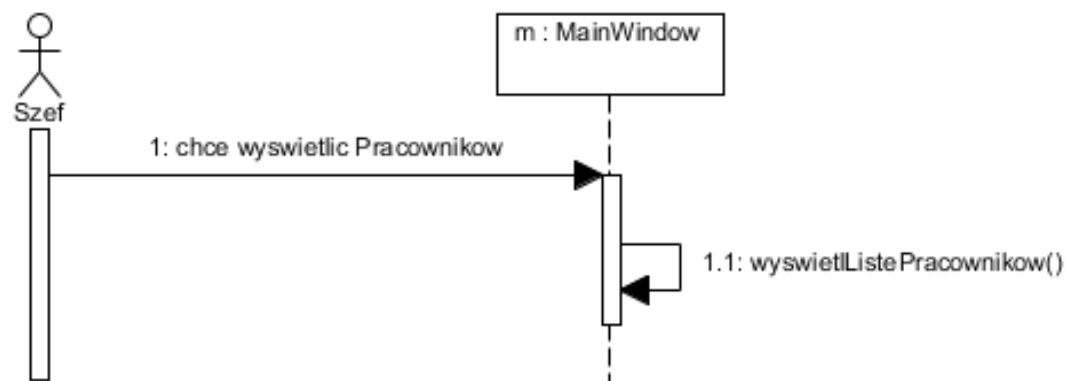 m : MainWindow
Szef
1: chce wyswietlic Pracownikow
1.1: wyswietlListePracownikow()